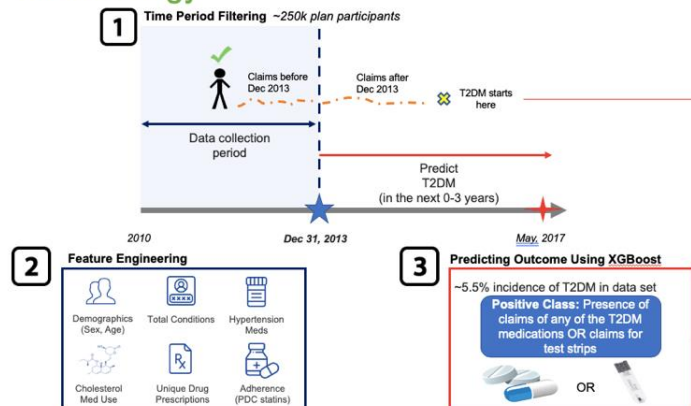 1
Time Period Filtering ~250k plan participants
Claims before
Dec 2013
Claims after
Dec 2013
T2DM starts
here
Data collection
period
Predict
T2DM
(in the next 0-3 years)
2010
Dec 31, 2013
May, 2017
2
Feature Engineering
Demographics
(Sex, Age)
Total Conditions
Hypertension
Meds
Cholesterol
Med Use
Unique Drug
Prescriptions
Adherence
(PDC statins)
3
Predicting Outcome Using XGBoost
~5.5% incidence of T2DM in data set
Positive Class: Presence of
claims of any of the T2DM
medications OR claims for
test strips
OR